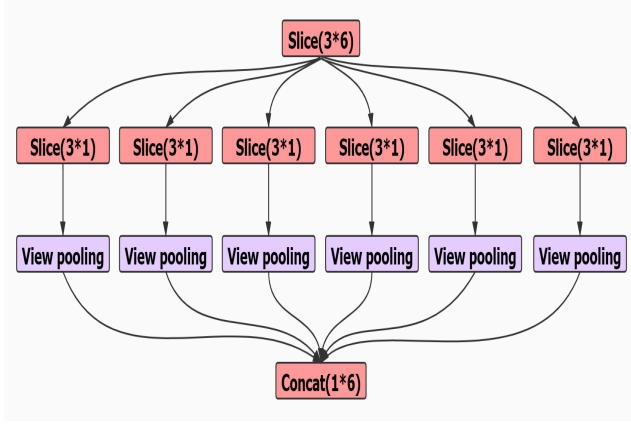 Slice(3*6)
Slice(3*1) Slice(3*1) Slice(3*1) Slice(3*1) Slice(3*1) Slice(3*1)
View pooling View pooling View pooling View pooling View pooling View pooling
Concat(1*6)